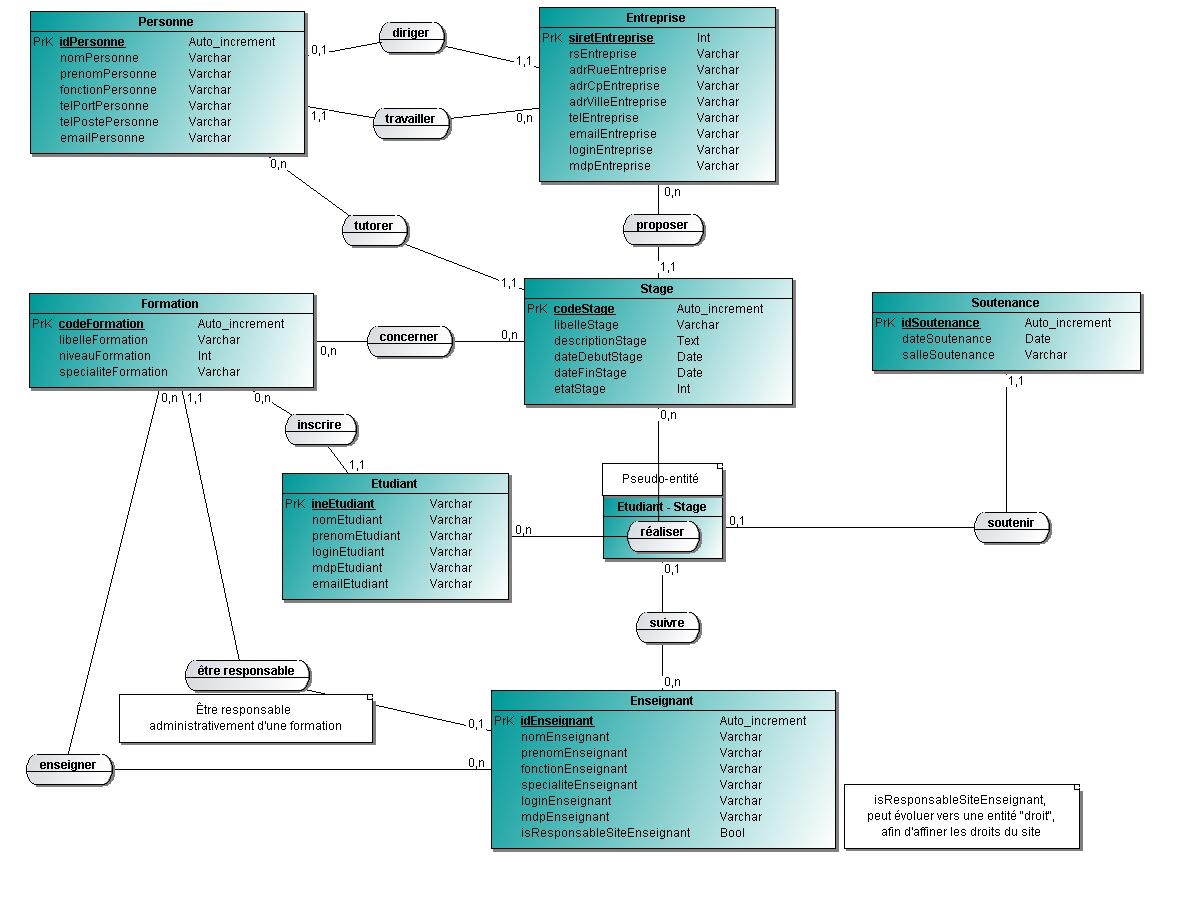 Personne
PrK idPersonne Auto_increment
nomPersonne Varchar
prenomPersonne Varchar
fonctionPersonne Varchar
telPortPersonne Varchar
telPostePersonne Varchar
emailPersonne Varchar
0,1
diriger
1,1
1,1
travailler
0,n
Entreprise
PrK siretEntreprise Int
rsEntreprise Varchar
adrRueEntreprise Varchar
adrCpEntreprise Varchar
adrVilleEntreprise Varchar
telEntreprise Varchar
emailEntreprise Varchar
loginEntreprise Varchar
mdpEntreprise Varchar
0,n
tutorer
1,1
0,n
proposer
1,1
Formation
PrK codeFormation Auto_increment
libelleFormation Varchar
niveauFormation Int
specialiteFormation Varchar
0,n
concerner
0,n
Stage
PrK codeStage Auto_increment
libelleStage Varchar
descriptionStage Text
dateDebutStage Date
dateFinStage Date
etatStage Int
Soutenance
PrK idSoutenance Auto_increment
dateSoutenance Date
salleSoutenance Varchar
1,1
0,n
1,1
0,n
inscrire
1,1
0,n
Etudiant
PrK ineEtudiant Varchar
nomEtudiant Varchar
prenomEtudiant Varchar
loginEtudiant Varchar
mdpEtudiant Varchar
emailEtudiant Varchar
0,n
Pseudo-entité
Etudiant - Stage
réaliser
0,1
soutenir
0,1
suivre
0,n
être responsable
Être responsable
administrativement d'une formation
0,1
enseigner
0,n
Enseignant
PrK idEnseignant Auto_increment
nomEnseignant Varchar
prenomEnseignant Varchar
fonctionEnseignant Varchar
specialiteEnseignant Varchar
loginEnseignant Varchar
mdpEnseignant Varchar
isResponsableSiteEnseignant Bool
isResponsableSiteEnseignant,
peut évoluer vers une entité "droit",
afin d'affiner les droits du site